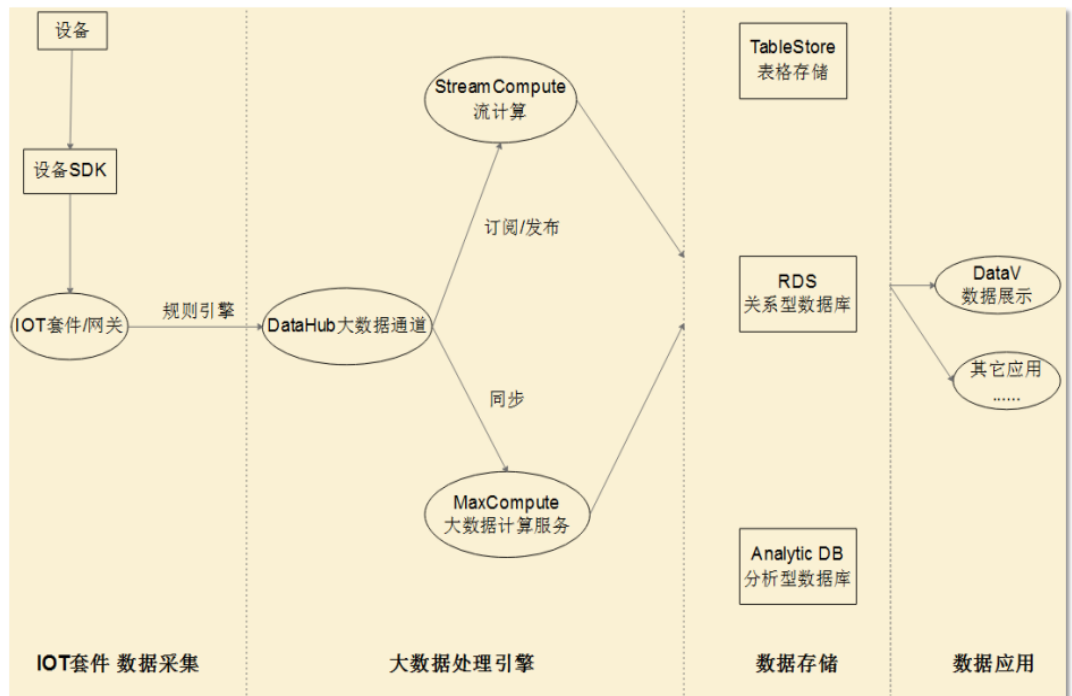 设备
设备SDK
IOT套件/网关
规则引擎
DataHub大数据通道
StreamCompute
流计算
订阅/发布
同步
MaxCompute
大数据计算服务
TableStore
表格存储
RDS
关系型数据库
Analytic DB
分析型数据库
DataV
数据展示
其它应用
......
IOT套件 数据采集
大数据处理引擎
数据存储
数据应用